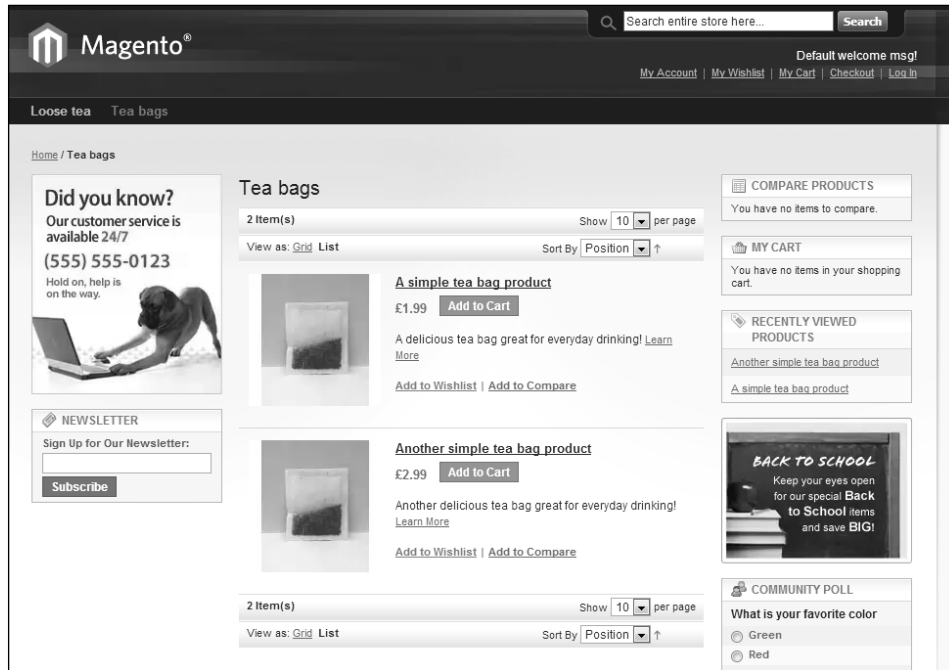 Magento®
Search entire store here...
Search
Default welcome msg!
My Account | My Wishlist | My Cart | Checkout | Log In
Loose tea
Tea bags
Home / Tea bags
Did you know?
Our customer service is
available 24/7
(555) 555-0123
Hold on, help is
on the way.
NEWSLETTER
Sign Up for Our Newsletter:
Subscribe
Tea bags
2 Item(s)
Show 10 per page
View as: Grid List
Sort By Position
A simple tea bag product
£1.99 Add to Cart
A delicious tea bag great for everyday drinking! Learn
More
Add to Wishlist | Add to Compare
Another simple tea bag product
£2.99 Add to Cart
Another delicious tea bag great for everyday drinking!
Learn More
Add to Wishlist | Add to Compare
2 Item(s)
Show 10 per page
View as: Grid List
Sort By Position
COMPARE PRODUCTS
You have no items to compare.
MY CART
You have no items in your shopping
cart.
RECENTLY VIEWED
PRODUCTS
Another simple tea bag product
A simple tea bag product
BACK TO SCHOOL
Keep your eyes open
for our special Back
to School items
and save BIG!
COMMUNITY POLL
What is your favorite color
Green
Red